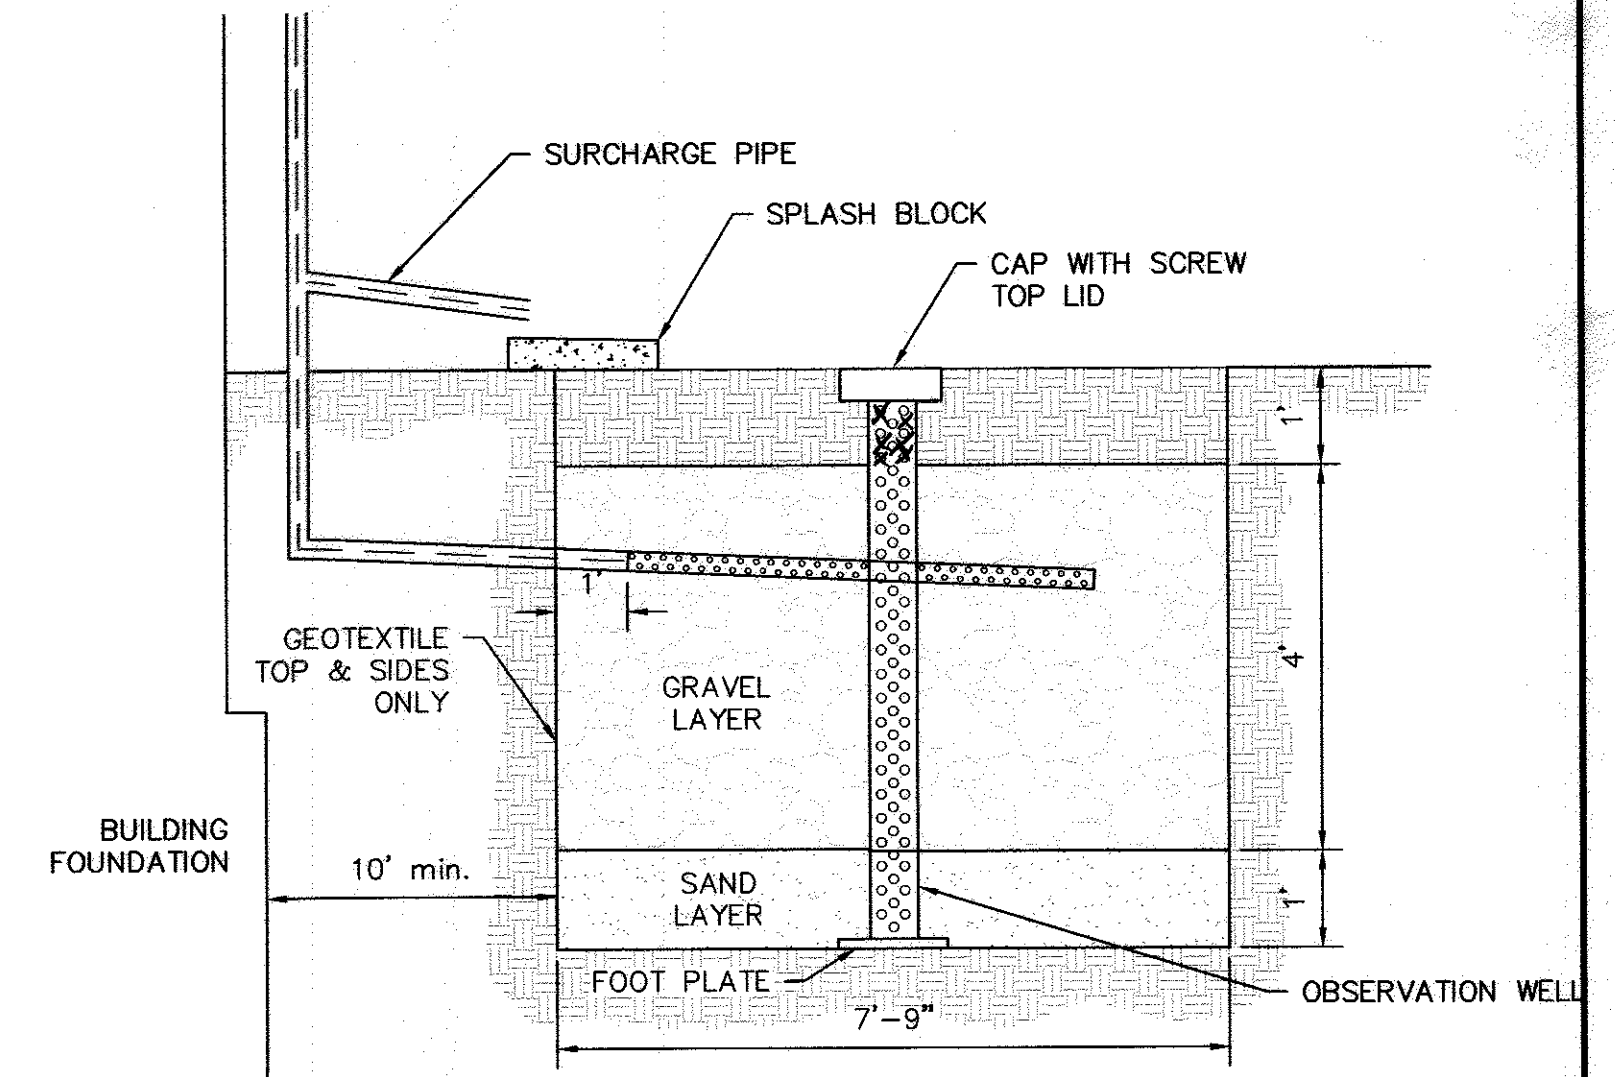 SURCHARGE PIPE
SPLASH BLOCK
CAP WITH SCREW
TOP LID
1'
1'
GEOTEXTILE
TOP & SIDES
ONLY
4'
GRAVEL
LAYER
BUILDING
FOUNDATION
10' min.
SAND
LAYER
1'
FOOT PLATE
OBSERVATION WELL
7'-9"